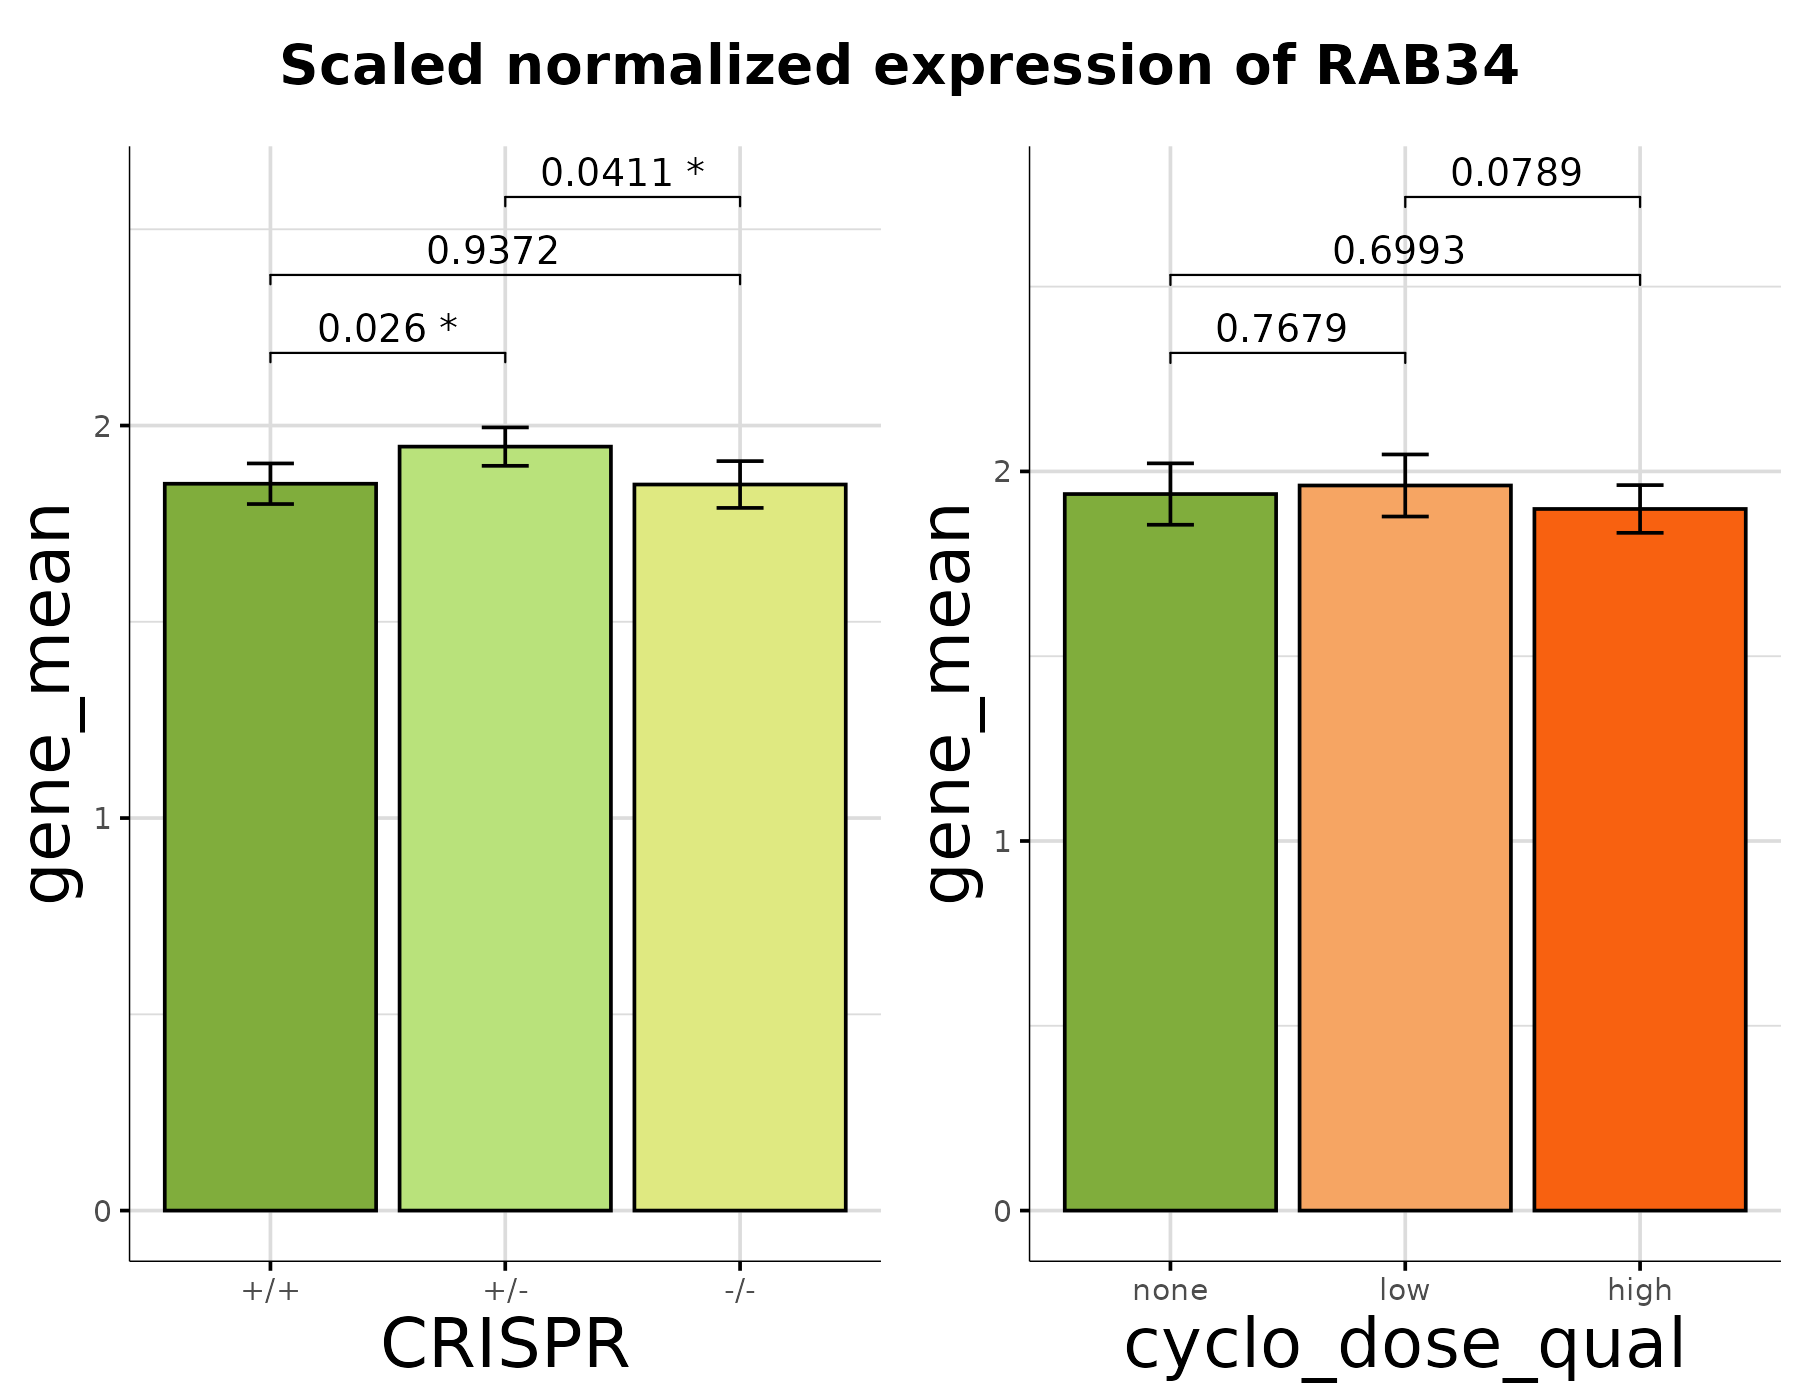 Scaled normalized expression of RAB34
0.0411 *
0.9372
0.026 *
2
1
0
gene_mean
+/+ +/- -/-
CRISPR
0.0789
0.6993
0.7679
2
1
0
gene_mean
none low high
cyclo_dose_qual